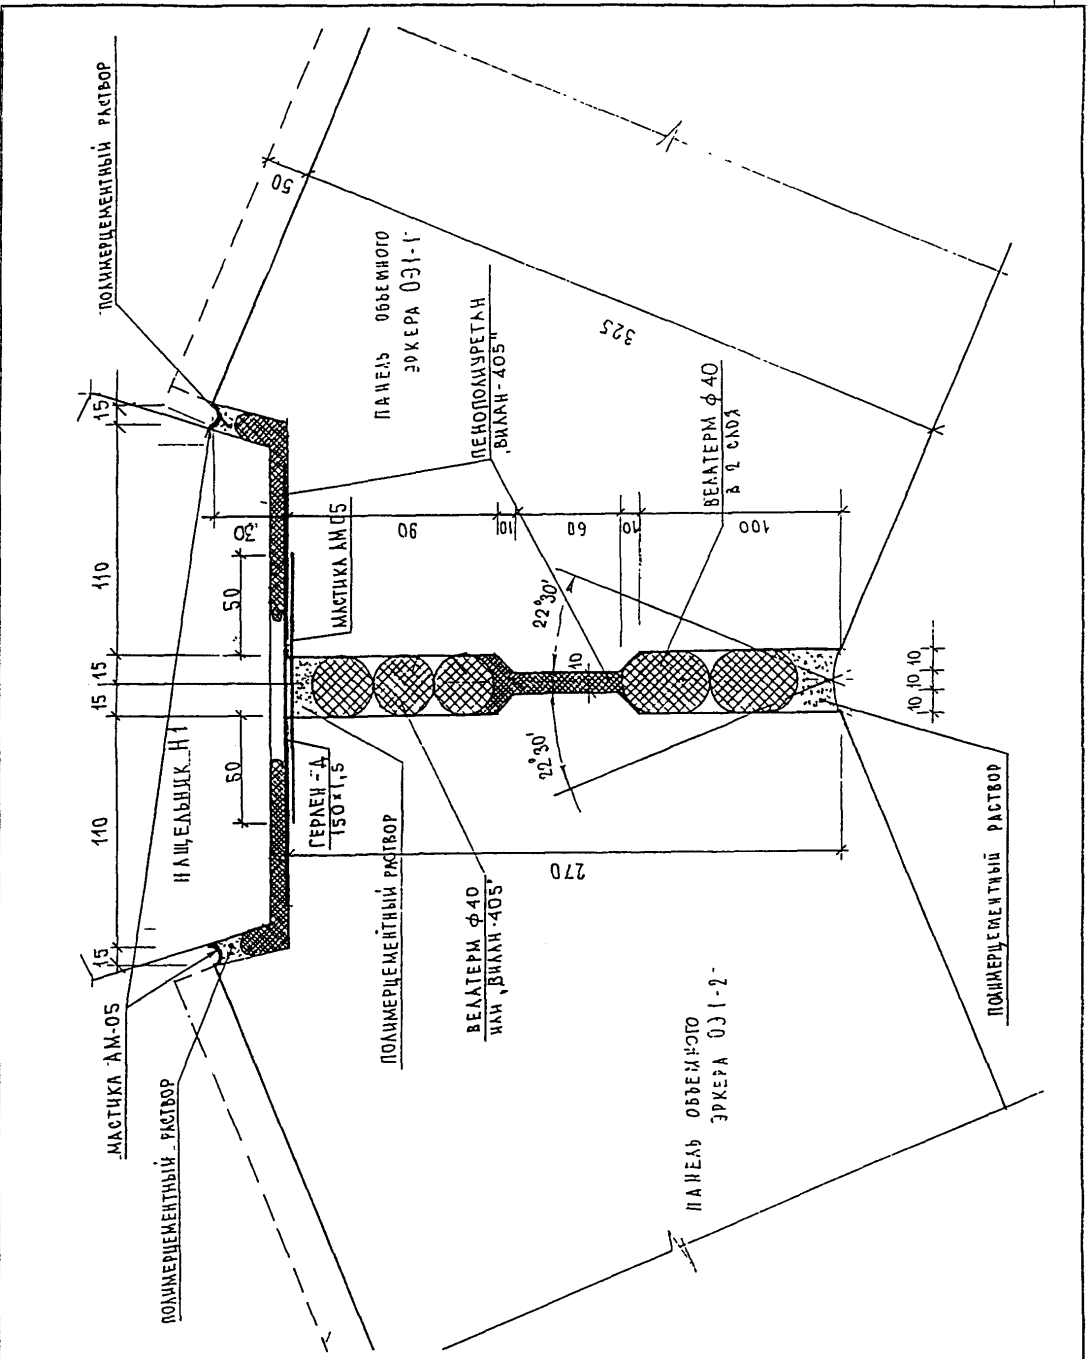 ПОЛИМЕРЦЕМЕНТНЫЙ РАСТВОР
50
ПАНЕЛЬ ОБЪЕМНОГО
ЭРКЕРА ОЭ1-1
325
ПЕНОПОЛИУРЕТАН
„ВИЛАН-405"
ВЕЛАТЕРМ ф40
В 2 СЛОЯ
15
110
15
15
110
15
30
90
10
60
10
100
50
МАСТИКА АМ 05
22°30'
10
22°30'
10
10
10
НАЩЕЛЬНИК Н1
50
ГЕРЛЕН-Д
150×1,5
270
ПОЛИМЕРЦЕМЕНТНЫЙ РАСТВОР
ВЕЛАТЕРМ ф40
ИЛИ „ВИЛАН-405"
ПОЛИМЕРЦЕМЕНТНЫЙ РАСТВОР
МАСТИКА АМ-05
ПОЛИМЕРЦЕМЕНТНЫЙ РАСТВОР
ПАНЕЛЬ ОБЪЕМНОГО
ЭРКЕРА ОЭ1-2